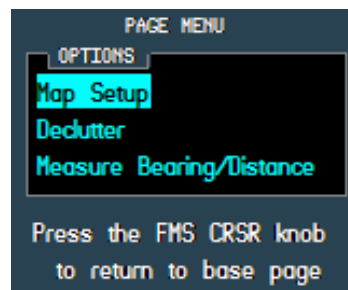 PAGE MENU
OPTIONS
Map Setup
Declutter
Measure Bearing/Distance
Press the FMS CRSR knob
to return to base page